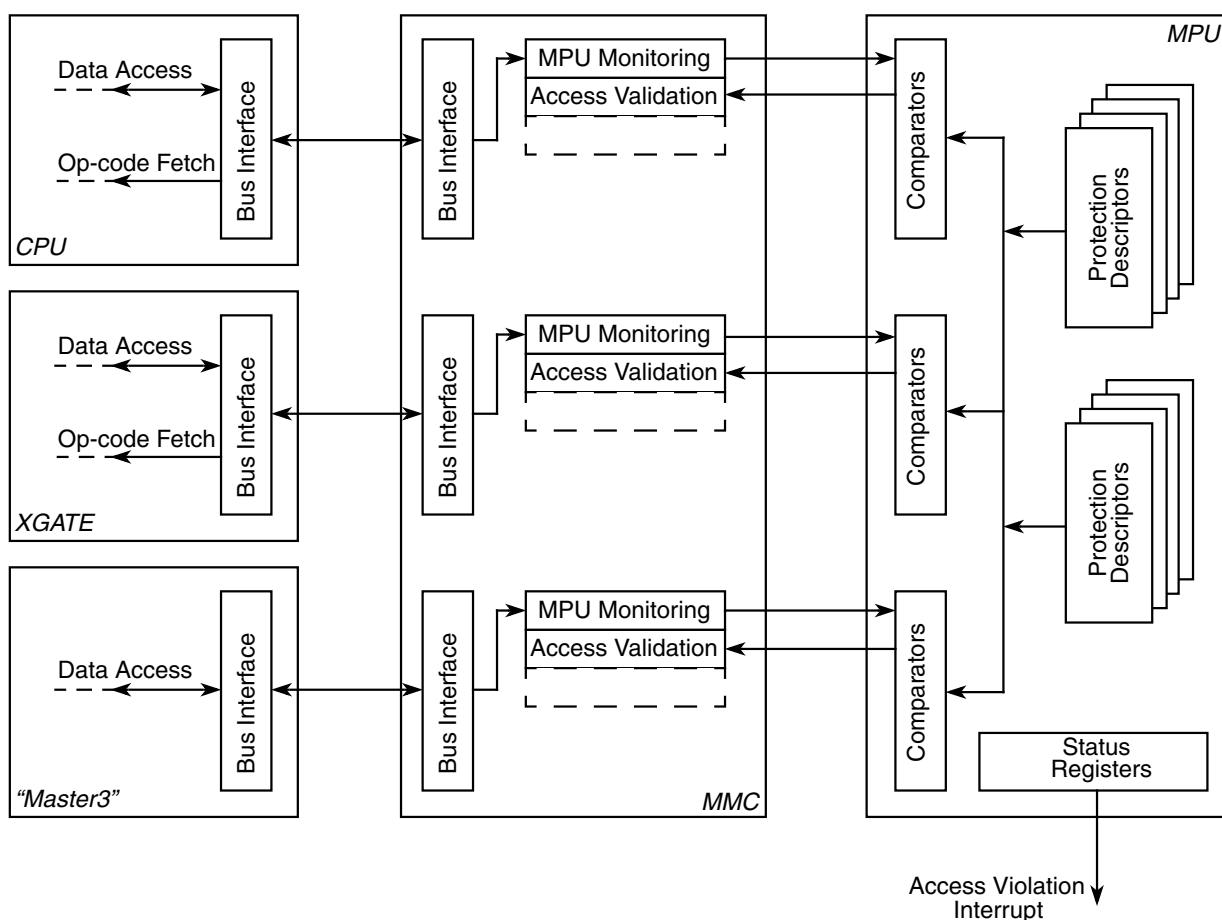 MPU
Data Access
Op-code Fetch
Bus Interface
CPU
Bus Interface
MPU Monitoring
Access Validation
Comparators
Protection
Descriptors
Data Access
Op-code Fetch
Bus Interface
XGATE
Bus Interface
MPU Monitoring
Access Validation
Comparators
Protection
Descriptors
Data Access
Bus Interface
“Master3”
Bus Interface
MPU Monitoring
Access Validation
MMC
Comparators
Status
Registers
Access Violation
Interrupt